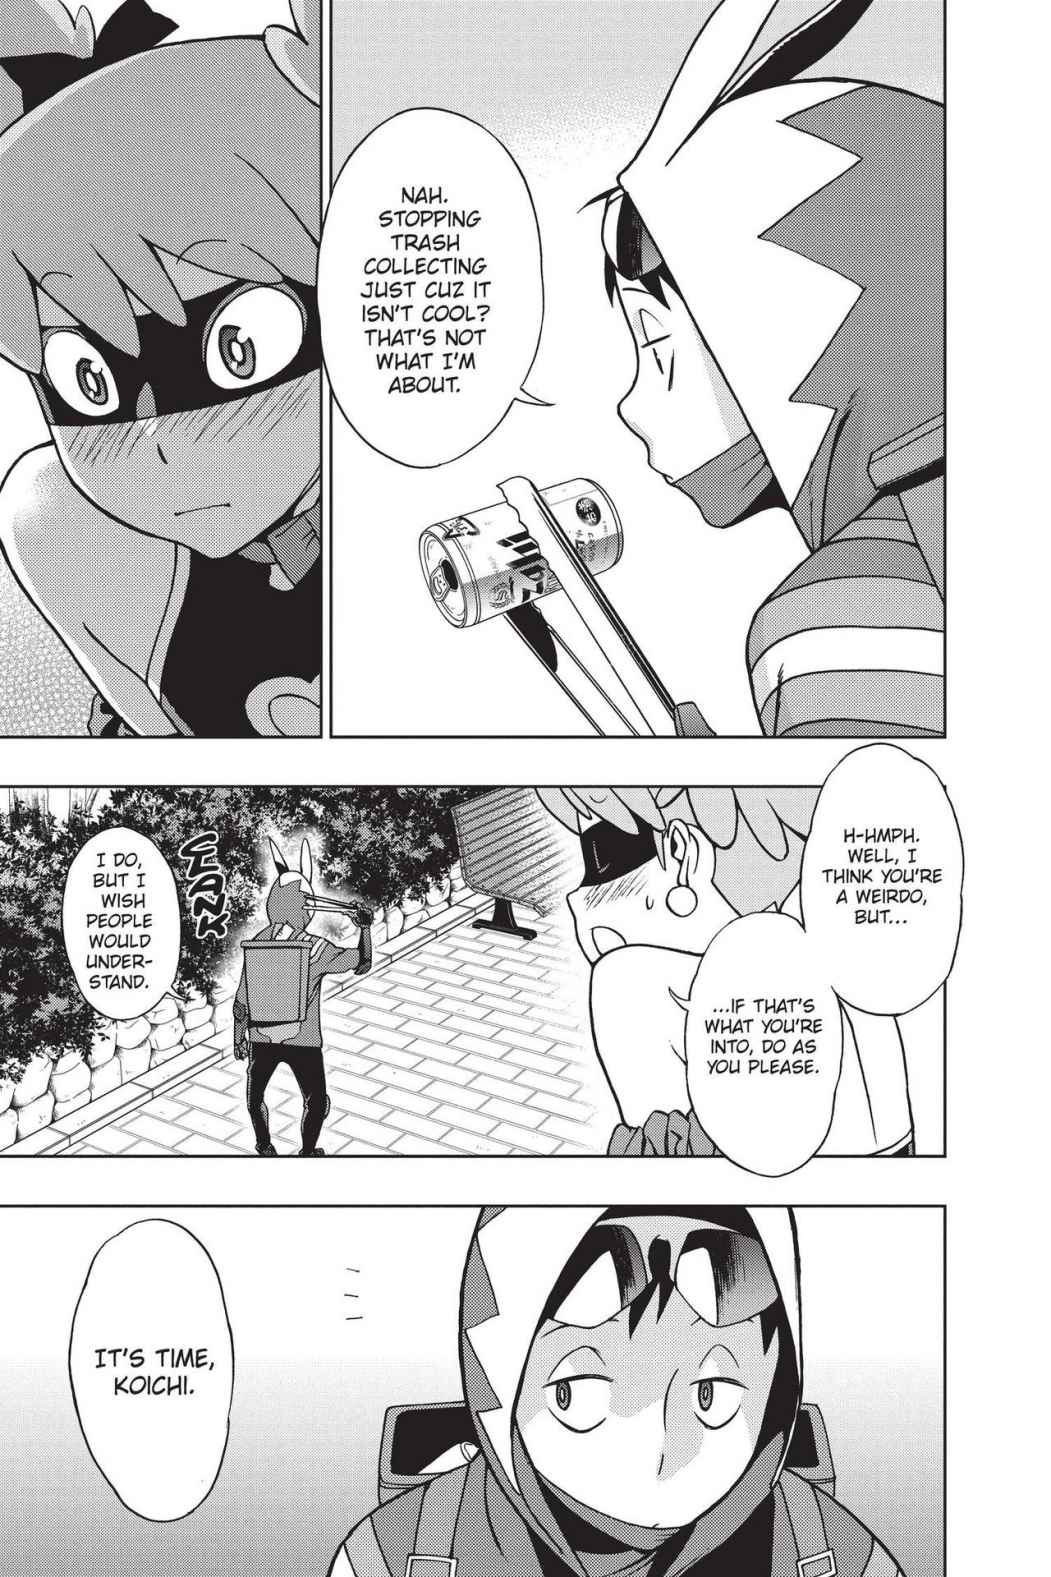 NAH.
STOPPING
TRASH
COLLECTING
JUST CUZ IT
ISN'T COOL?
THAT'S NOT
WHAT I'M
ABOUT.
H-HMPH.
WELL, I
THINK YOU'RE
A WEIRDO,
BUT...
...IF THAT'S
WHAT YOU'RE
INTO, DO AS
YOU PLEASE.
CLANK
I DO,
BUT I
WISH
PEOPLE
WOULD
UNDER-
STAND.
IT'S TIME,
KOICHI.